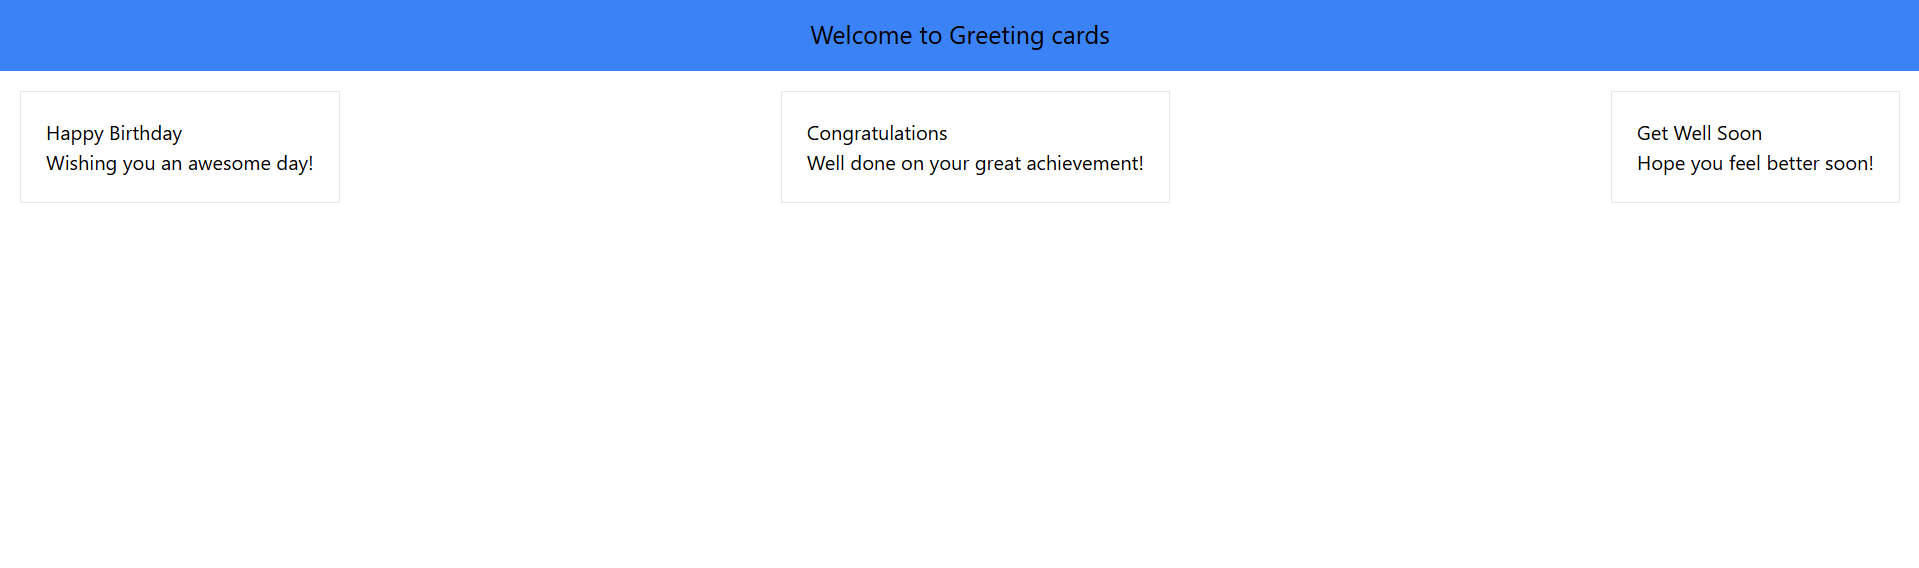 Welcome to Greeting cards
Happy Birthday
Wishing you an awesome day!
Congratulations
Well done on your great achievement!
Get Well Soon
Hope you feel better soon!